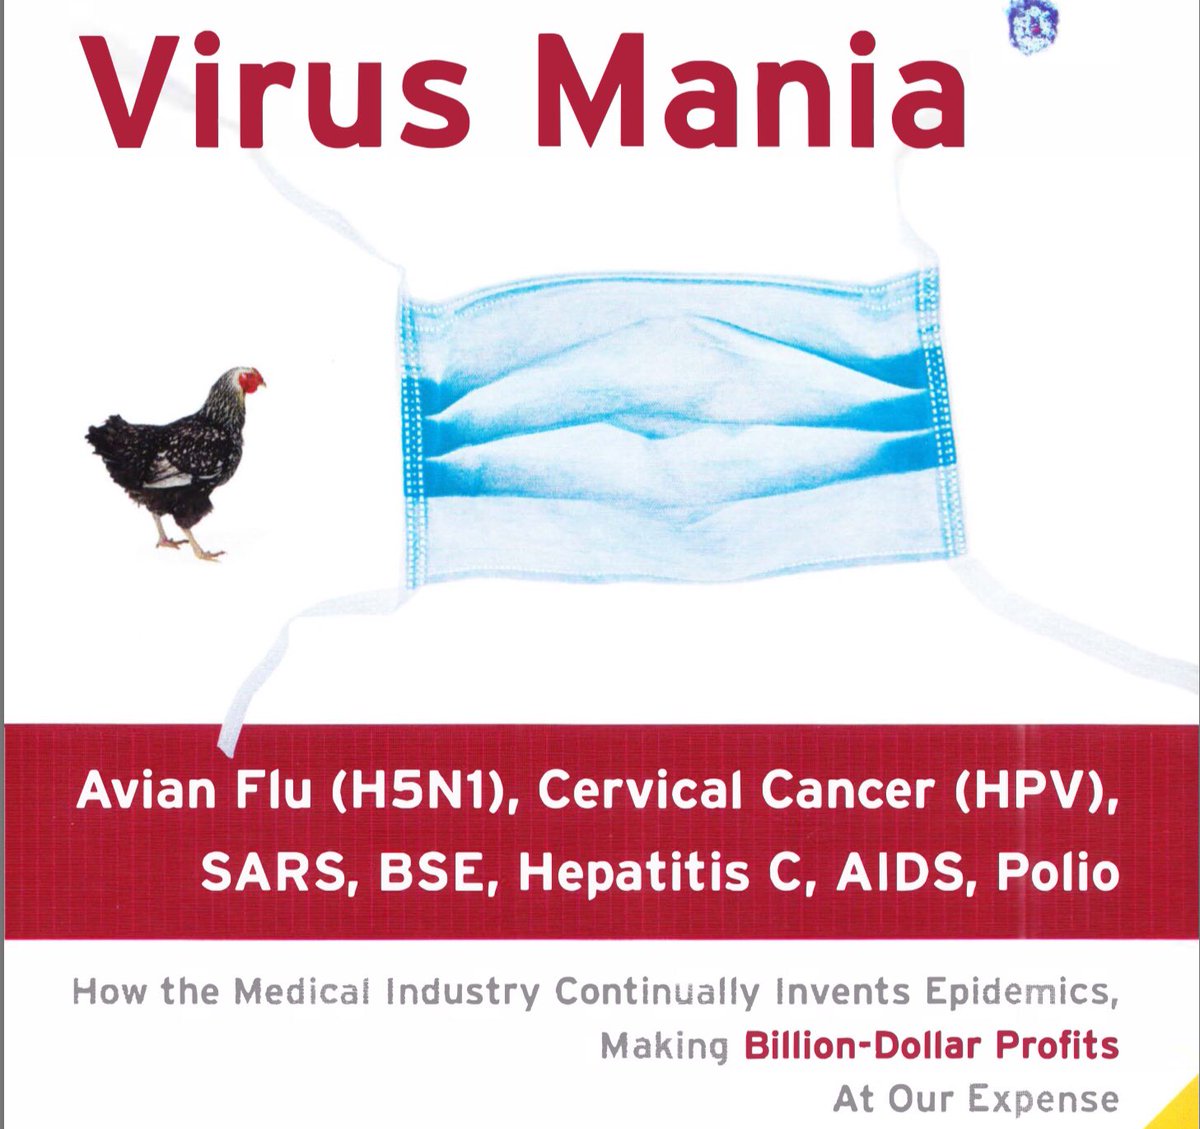 Virus Mania
Avian Flu (H5N1), Cervical Cancer (HPV),
SARS, BSE, Hepatitis C, AIDS, Polio
How the Medical Industry Continually Invents Epidemics,
Making Billion-Dollar Profits
At Our Expense